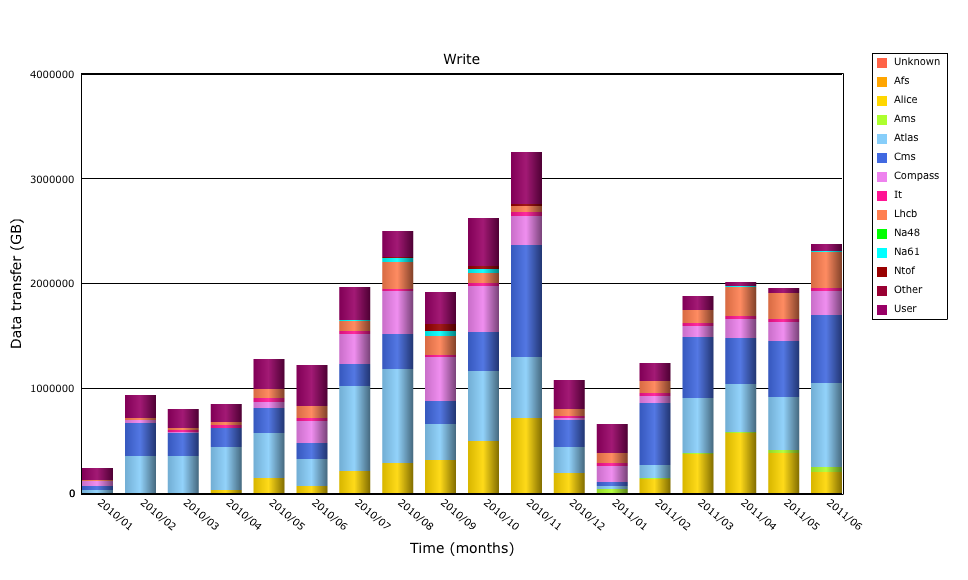 Write
Data transfer (GB)
4000000
3000000
2000000
1000000
0
2010/01
2010/02
2010/03
2010/04
2010/05
2010/06
2010/07
2010/08
2010/09
2010/10
2010/11
2010/12
2011/01
2011/02
2011/03
2011/04
2011/05
2011/06
Time (months)
Unknown
Afs
Alice
Ams
Atlas
Cms
Compass
It
Lhcb
Na48
Na61
Ntof
Other
User